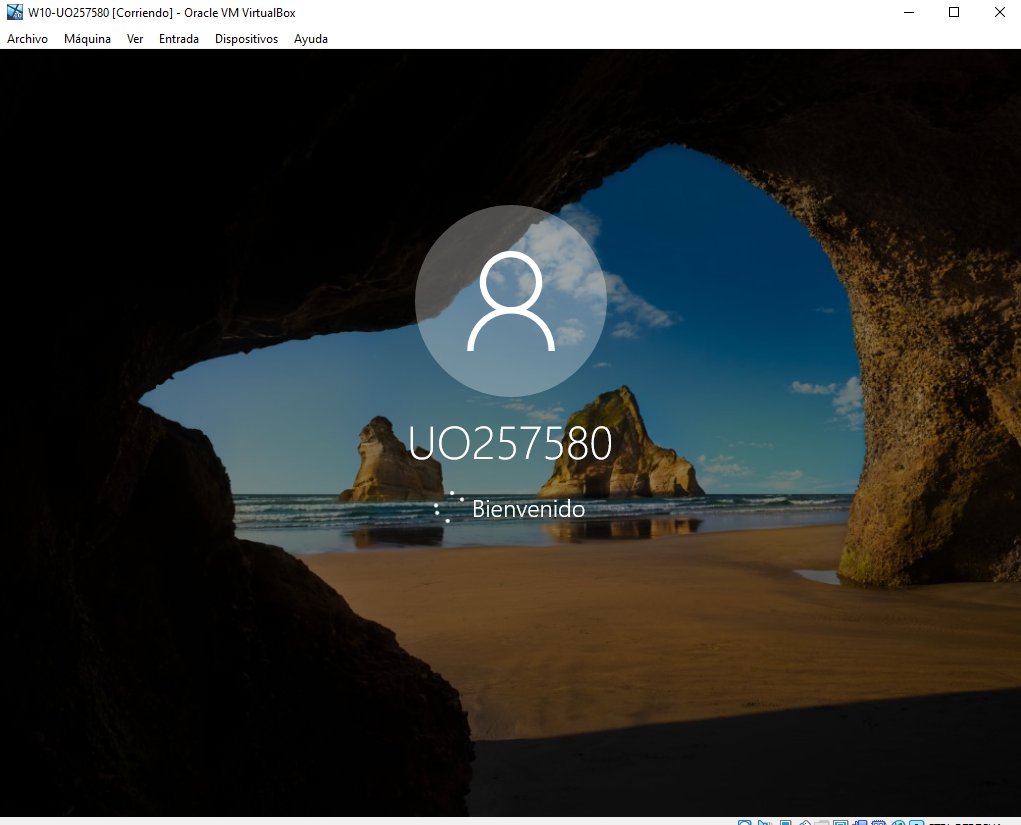 W10-UO257580 [Corriendo] - Oracle VM VirtualBox
Archivo Máquina Ver Entrada Dispositivos Ayuda
UO257580
Bienvenido